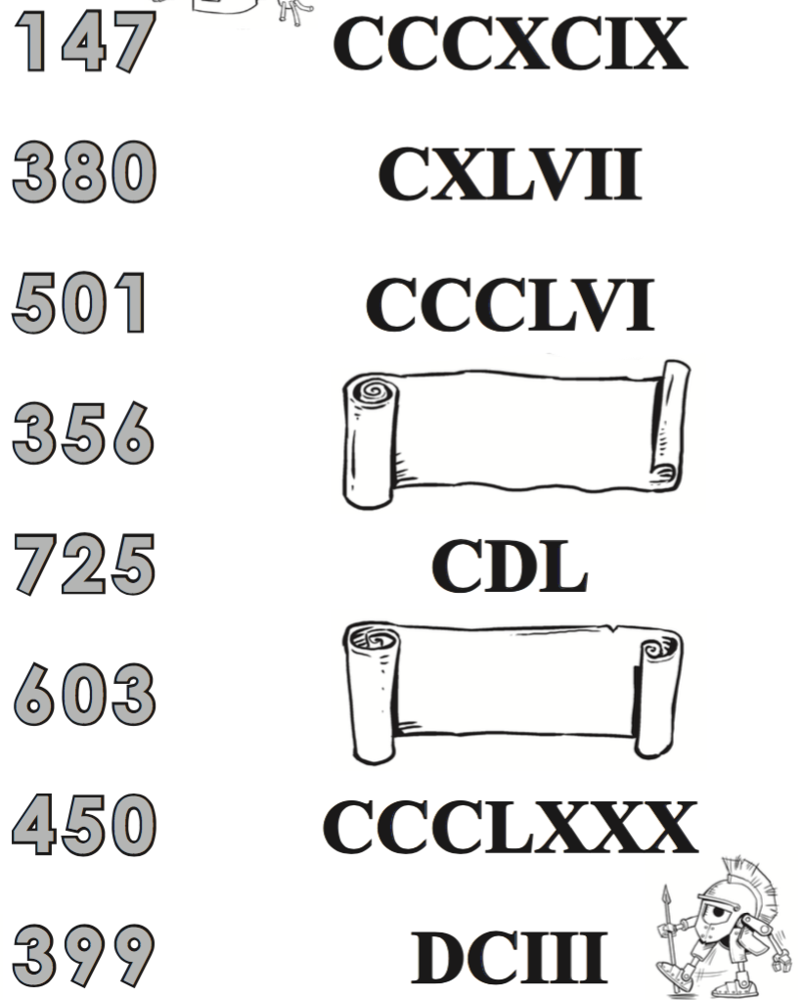 147 CCCXCIX
380 CXLVII
501 CCCLVI
356
725 CDL
603
450 CCCLXXX
399 DCIII